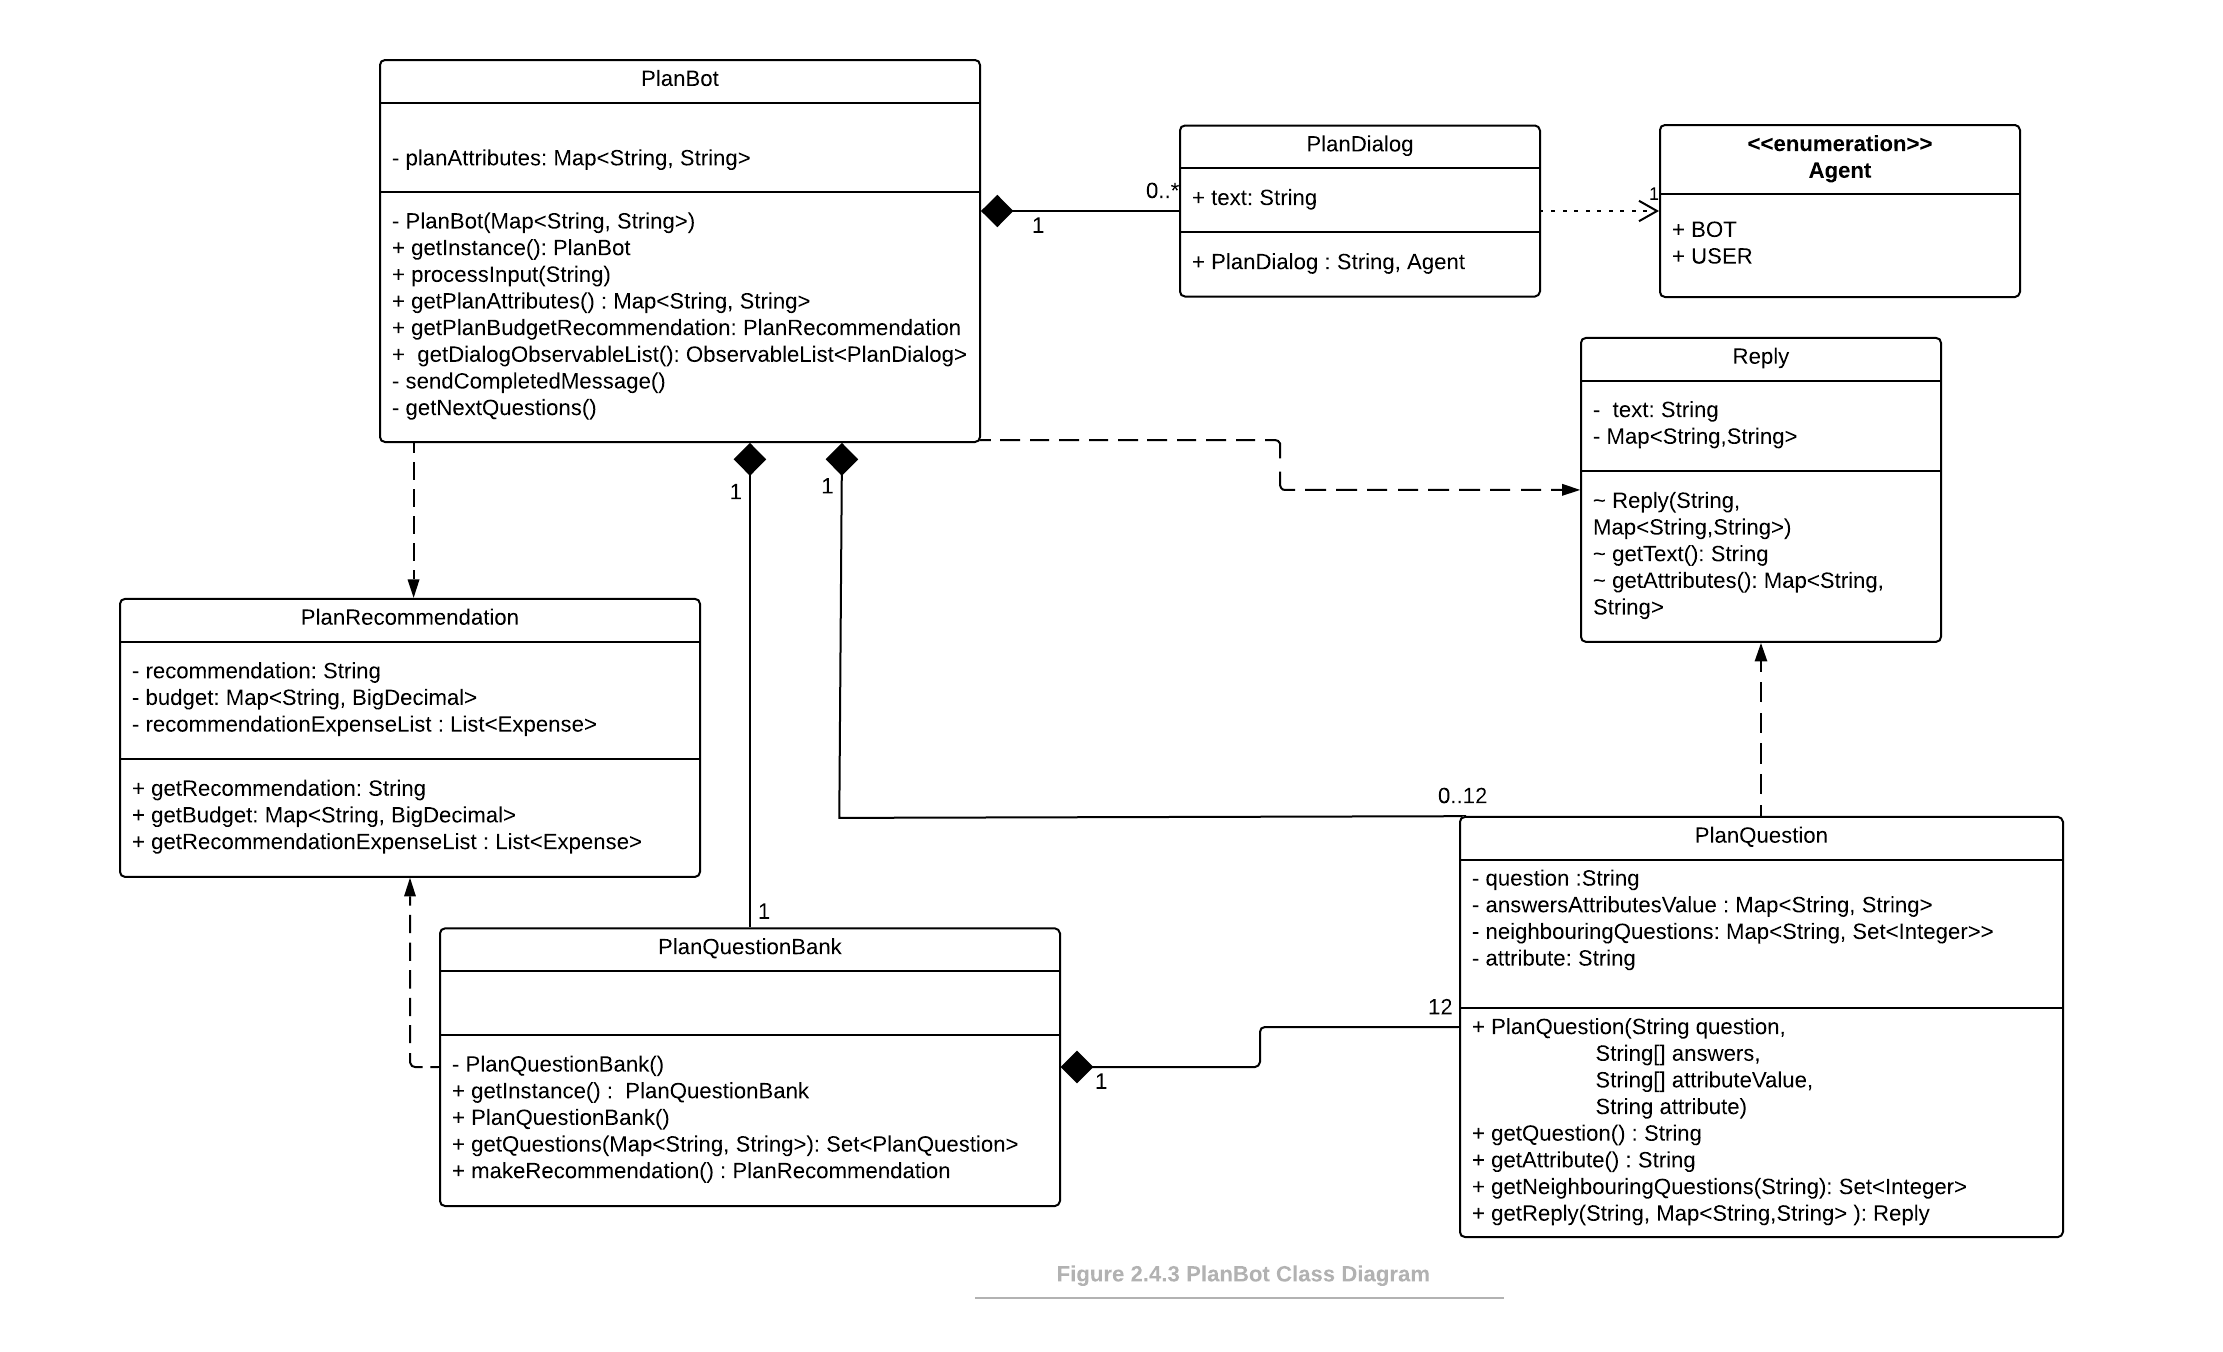 PlanBot
- planAttributes: Map<String, String>
- PlanBot(Map<String, String>)
+ getInstance(): PlanBot
+ processInput(String)
+ getPlanAttributes() : Map<String, String>
+ getPlanBudgetRecommendation: PlanRecommendation
+  getDialogObservableList(): ObservableList<PlanDialog>
- sendCompletedMessage()
- getNextQuestions()
0..*
1
PlanDialog
+ text: String
+ PlanDialog : String, Agent
1
<<enumeration>>
Agent
+ BOT
+ USER
Reply
-  text: String
- Map<String,String>
~ Reply(String,
Map<String,String>)
~ getText(): String
~ getAttributes(): Map<String,
String>
1
1
PlanRecommendation
- recommendation: String
- budget: Map<String, BigDecimal>
- recommendationExpenseList : List<Expense>
+ getRecommendation: String
+ getBudget: Map<String, BigDecimal>
+ getRecommendationExpenseList : List<Expense>
0..12
1
PlanQuestion
- question :String
- answersAttributesValue : Map<String, String>
- neighbouringQuestions: Map<String, Set<Integer>>
- attribute: String
+ PlanQuestion(String question,
String[] answers,
String[] attributeValue,
String attribute)
+ getQuestion() : String
+ getAttribute() : String
+ getNeighbouringQuestions(String): Set<Integer>
+ getReply(String, Map<String,String> ): Reply
PlanQuestionBank
- PlanQuestionBank()
+ getInstance() :  PlanQuestionBank
+ PlanQuestionBank()
+ getQuestions(Map<String, String>): Set<PlanQuestion>
+ makeRecommendation() : PlanRecommendation
12
1
Figure 2.4.3 PlanBot Class Diagram